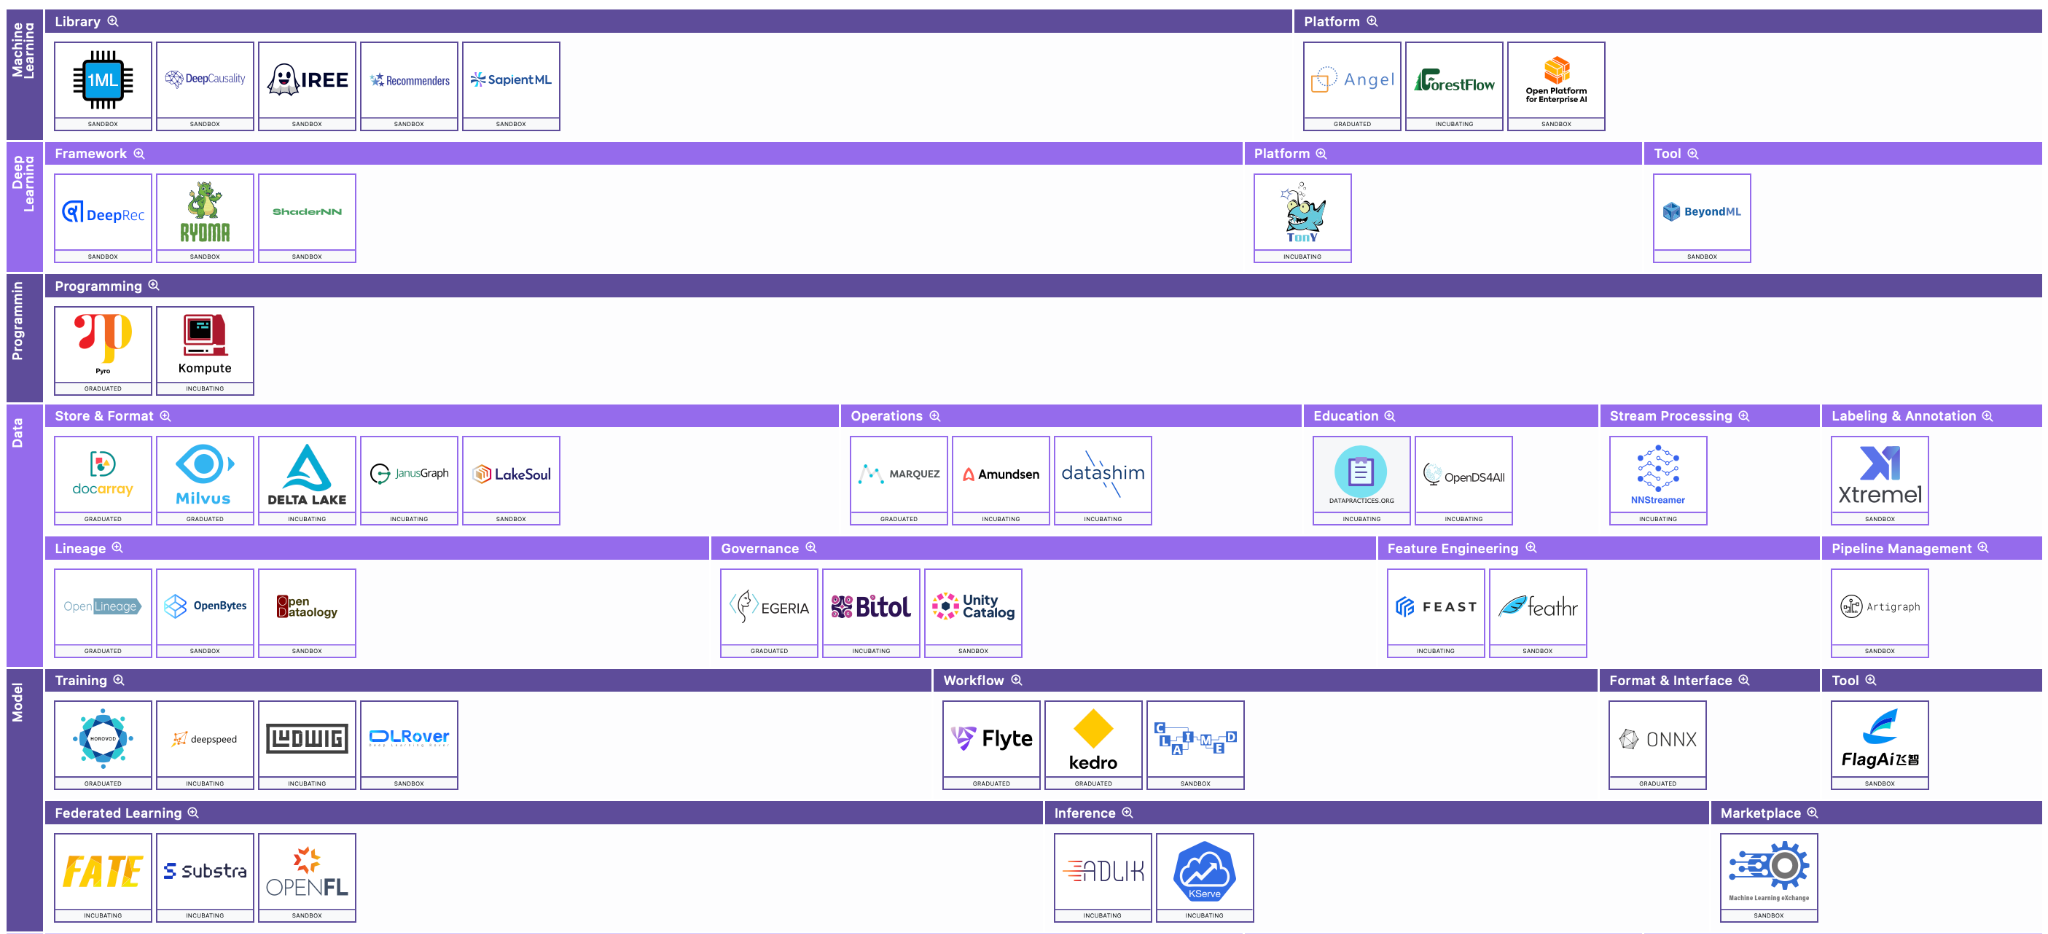 Machine Learning
Library
Platform
1ML
DeepCausality
IREE
Recommenders
SapientML
Angel
ForestFlow
Open Platform
for Enterprise AI
SANDBOX
SANDBOX
SANDBOX
SANDBOX
SANDBOX
GRADUATED
INCUBATING
SANDBOX
Deep Learning
Framework
Platform
Tool
DeepRec
RYOMA
ShaderNN
TonY
BeyondML
SANDBOX
SANDBOX
SANDBOX
INCUBATING
SANDBOX
Programmin
Programming
Pyro
Kompute
GRADUATED
INCUBATING
Data
Store & Format
Operations
Education
Stream Processing
Labeling & Annotation
docarray
Milvus
DELTA LAKE
JanusGraph
LakeSoul
MARQUEZ
Amundsen
datashim
DATAPRACTICES.ORG
OpenDS4All
NNStreamer
Xtreme1
GRADUATED
GRADUATED
INCUBATING
INCUBATING
SANDBOX
GRADUATED
INCUBATING
INCUBATING
INCUBATING
INCUBATING
INCUBATING
SANDBOX
Lineage
Governance
Feature Engineering
Pipeline Management
OpenLineage
OpenBytes
Open
Dataology
EGERIA
Bitol
Unity
Catalog
FEAST
feathr
Artigraph
GRADUATED
SANDBOX
SANDBOX
GRADUATED
INCUBATING
SANDBOX
INCUBATING
SANDBOX
SANDBOX
Model
Training
Workflow
Format & Interface
Tool
HOROVOD
deepspeed
LUDWIG
DLRover
Deep Learning Rover
Flyte
kedro
CLAIMED
ONNX
FlagAi飞智
GRADUATED
INCUBATING
INCUBATING
SANDBOX
GRADUATED
GRADUATED
SANDBOX
GRADUATED
SANDBOX
Federated Learning
Inference
Marketplace
FATE
Substra
OPENFL
ADLIK
KServe
Machine Learning eXchange
INCUBATING
INCUBATING
SANDBOX
INCUBATING
INCUBATING
SANDBOX